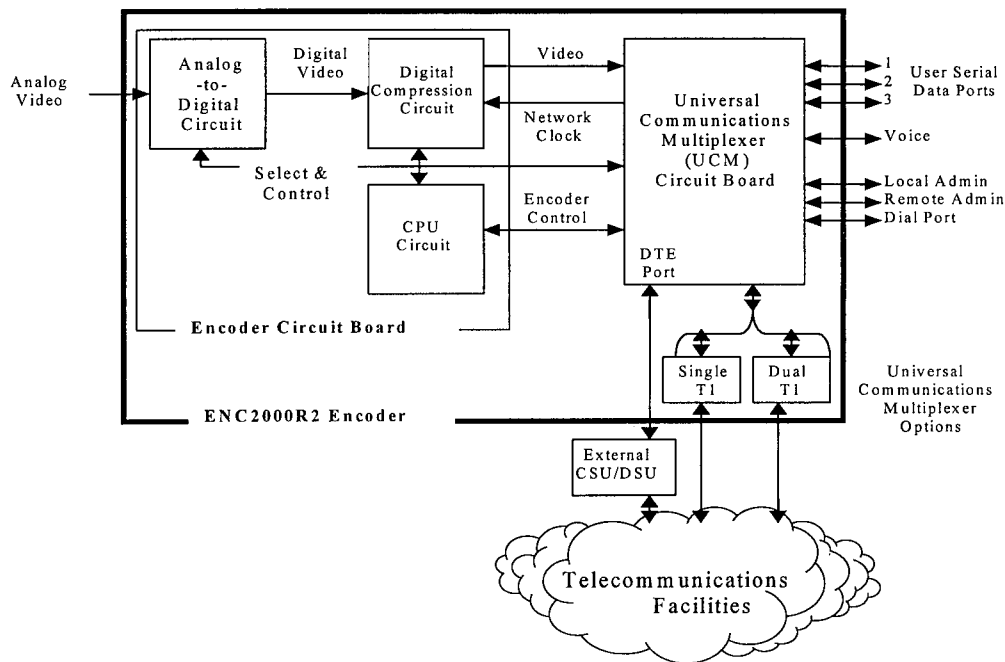 Analog
Video
Analog
-to-
Digital
Circuit
Digital
Video
Digital
Compression
Circuit
Video
Network
Clock
Select &
Control
CPU
Circuit
Encoder
Control
Universal
Communications
Multiplexer
(UCM)
Circuit Board
DTE
Port
1
2
3
User Serial
Data Ports
Voice
Local Admin
Remote Admin
Dial Port
Encoder Circuit Board
ENC2000R2 Encoder
Single
T1
Dual
T1
Universal
Communications
Multiplexer
Options
External
CSU/DSU
Telecommunications
Facilities